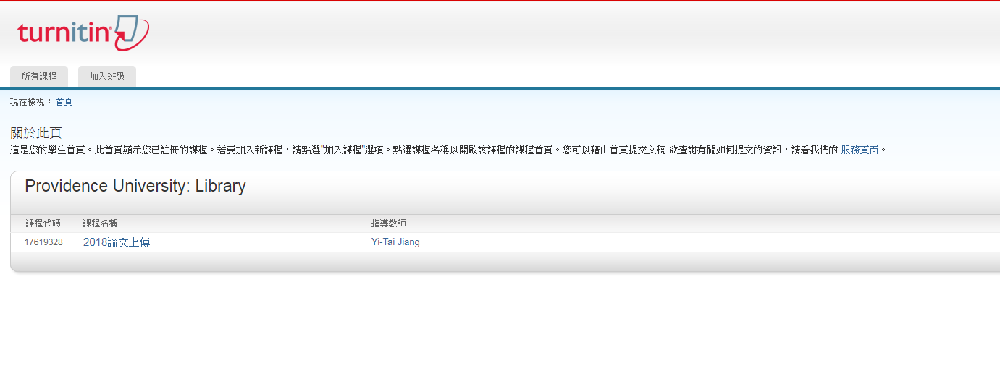 turnitin
所有課程 加入班級
現在檢視： 首頁
關於此頁
這是您的學生首頁。此首頁顯示您已註冊的課程。若要加入新課程，請點選"加入課程"選項。點選課程名稱以開啟該課程的課程首頁。您可以藉由首頁提交文稿 欲查詢有關如何提交的資訊，請看我們的 服務頁面。
Providence University: Library
課程代碼 課程名稱 指導教師
17619328 2018論文上傳 Yi-Tai Jiang